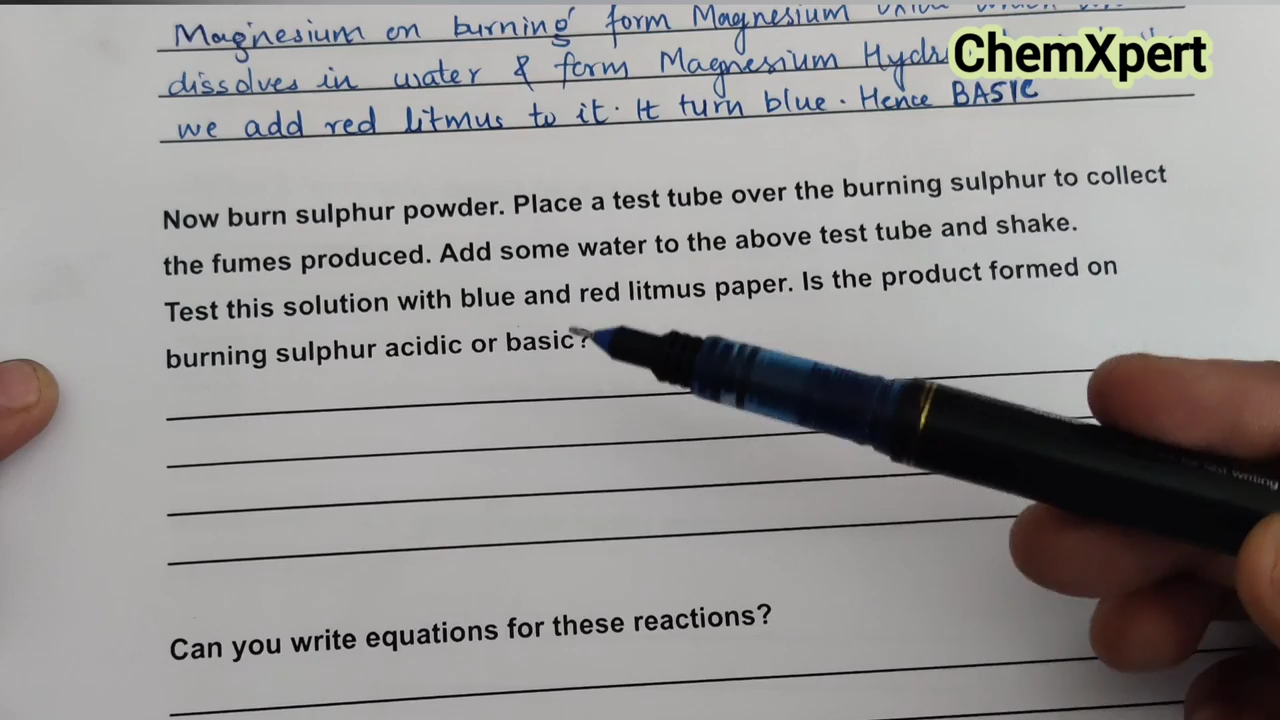 Magnesium on burning form Magnesium
dissolves in water & form Magnesium
ChemXpert
we add red litmus to it. It turn blue. Hence BASIC
Now burn sulphur powder. Place a test tube over the burning sulphur to collect
the fumes produced. Add some water to the above test tube and shake.
Test this solution with blue and red litmus paper. Is the product formed on
burning sulphur acidic or basic?
Can you write equations for these reactions?